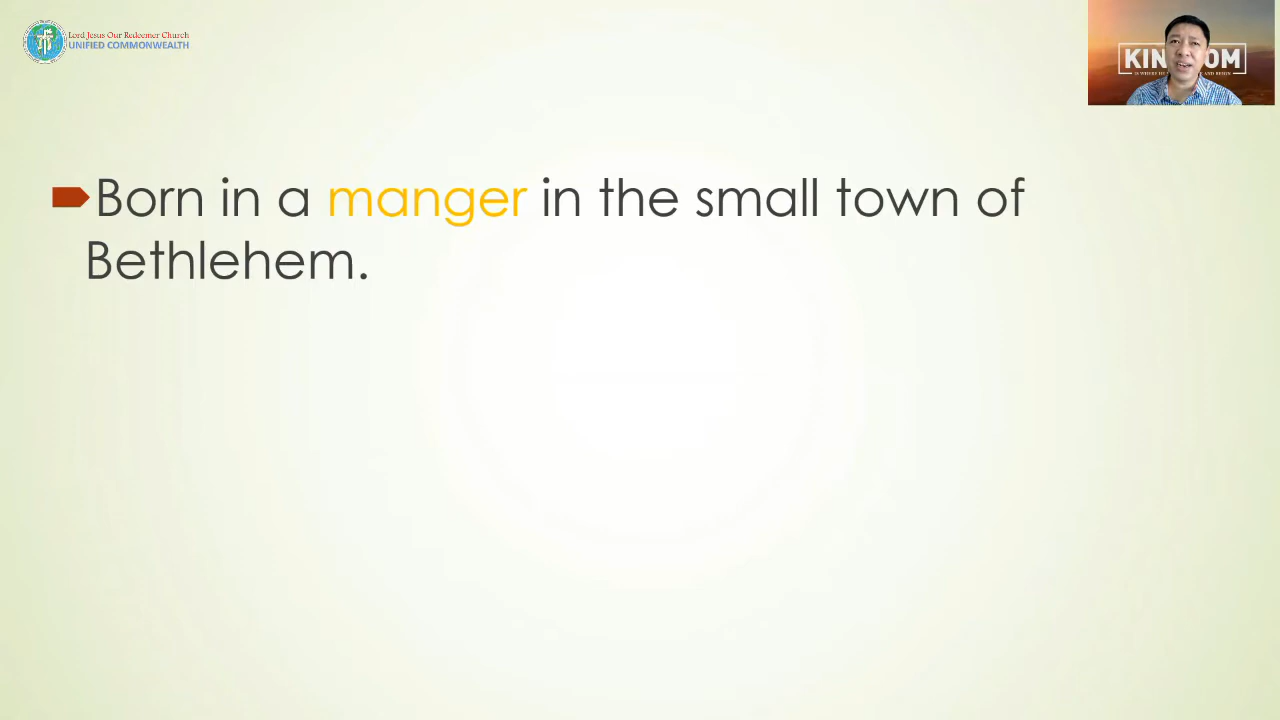 Lord Jesus Our Redeemer Church
UNIFIED COMMONWEALTH
Born in a manger in the small town of
Bethlehem.